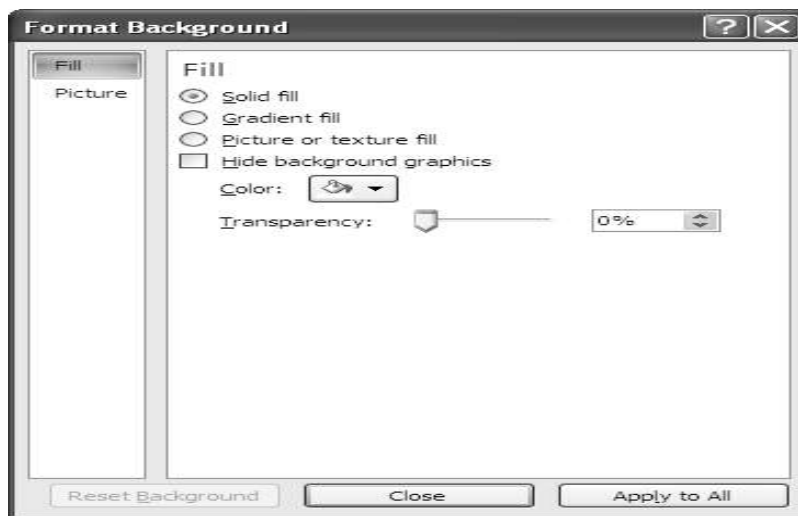 Format Background
Fill
Picture
Fill
Solid fill
Gradient fill
Picture or texture fill
Hide background graphics
Color:
Transparency: 0%
Reset Background Close Apply to All